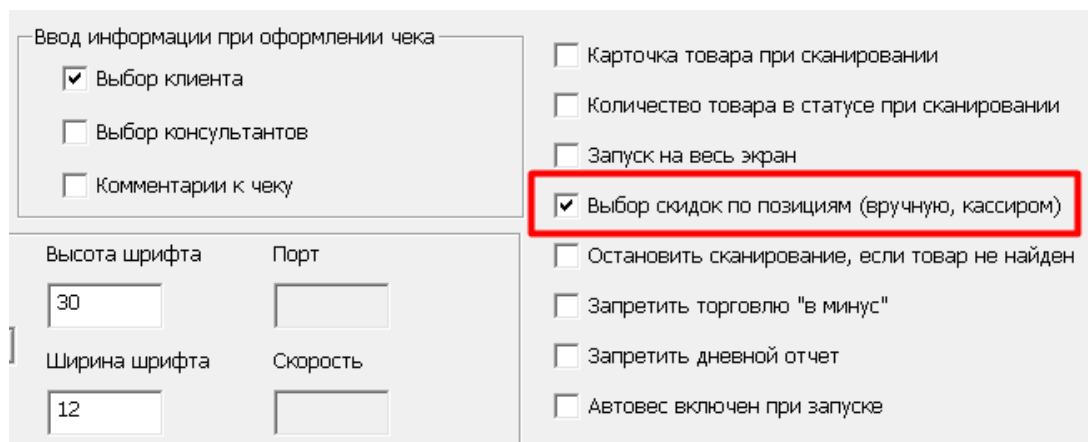 Ввод информации при оформлении чека
Выбор клиента
Выбор консультантов
Комментарии к чеку
Высота шрифта Порт
30
Ширина шрифта Скорость
12
Карточка товара при сканировании
Количество товара в статусе при сканировании
Запуск на весь экран
Выбор скидок по позициям (вручную, кассиром)
Остановить сканирование, если товар не найден
Запретить торговлю "в минус"
Запретить дневной отчет
Автовес включен при запуске